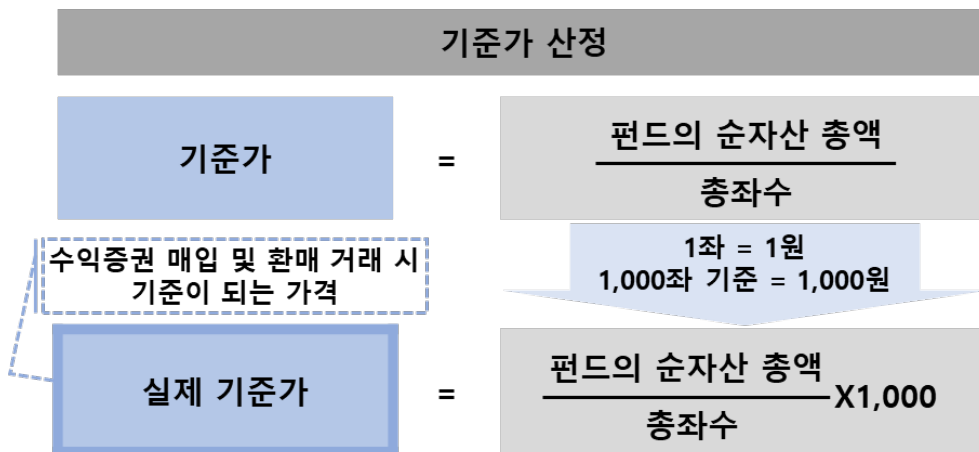 기준가 산정
기준가
=
펀드의 순자산 총액
총좌수
수익증권 매입 및 환매 거래 시
기준이 되는 가격
1좌 = 1원
1,000좌 기준 = 1,000원
실제 기준가
=
펀드의 순자산 총액
총좌수
X1,000